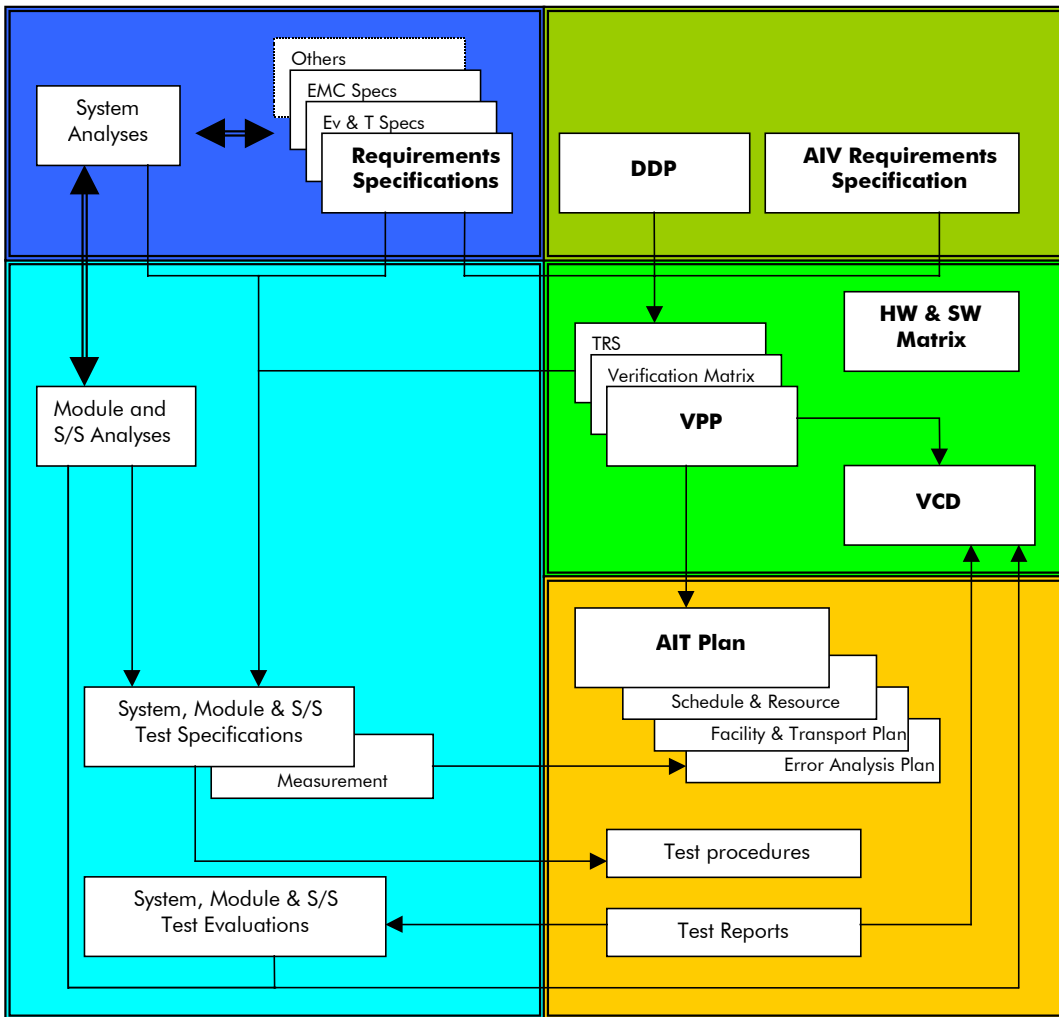 Others
EMC Specs
Ev & T Specs
Requirements
Specifications
System
Analyses
DDP
AIV Requirements
Specification
HW & SW
Matrix
TRS
Verification Matrix
VPP
VCD
Module and
S/S Analyses
AIT Plan
Schedule & Resource
Facility & Transport Plan
Error Analysis Plan
System, Module & S/S
Test Specifications
Measurement
Test procedures
System, Module & S/S
Test Evaluations
Test Reports